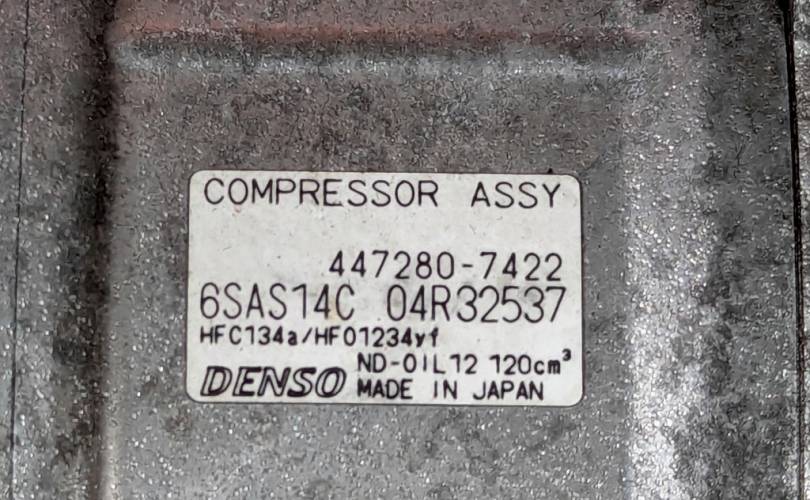 COMPRESSOR ASSY
447280-7422
6SAS14C 04R32537
HFC134a/HFO1234yf
ND-OIL12 120cm³
DENSO MADE IN JAPAN